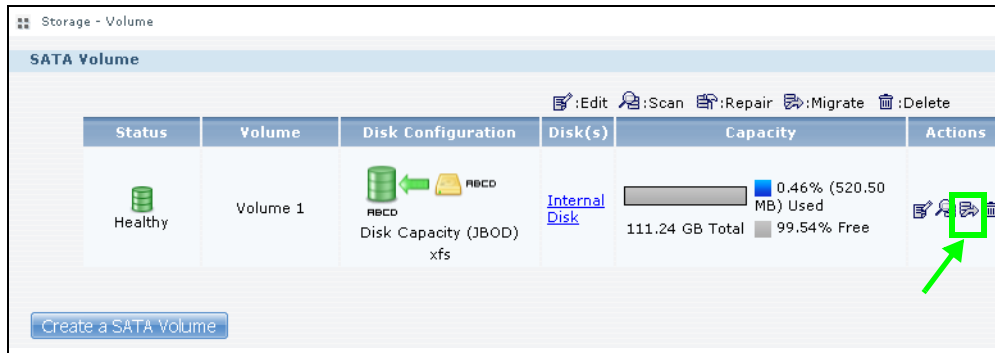 Storage - Volume
SATA Volume
:Edit :Scan :Repair :Migrate :Delete
Status Volume Disk Configuration Disk(s) Capacity Actions
ABCD
ABCD
Healthy
Volume 1
Disk Capacity (JBOD)
xfs
Internal
Disk
0.46% (520.50
MB) Used
111.24 GB Total 99.54% Free
Create a SATA Volume